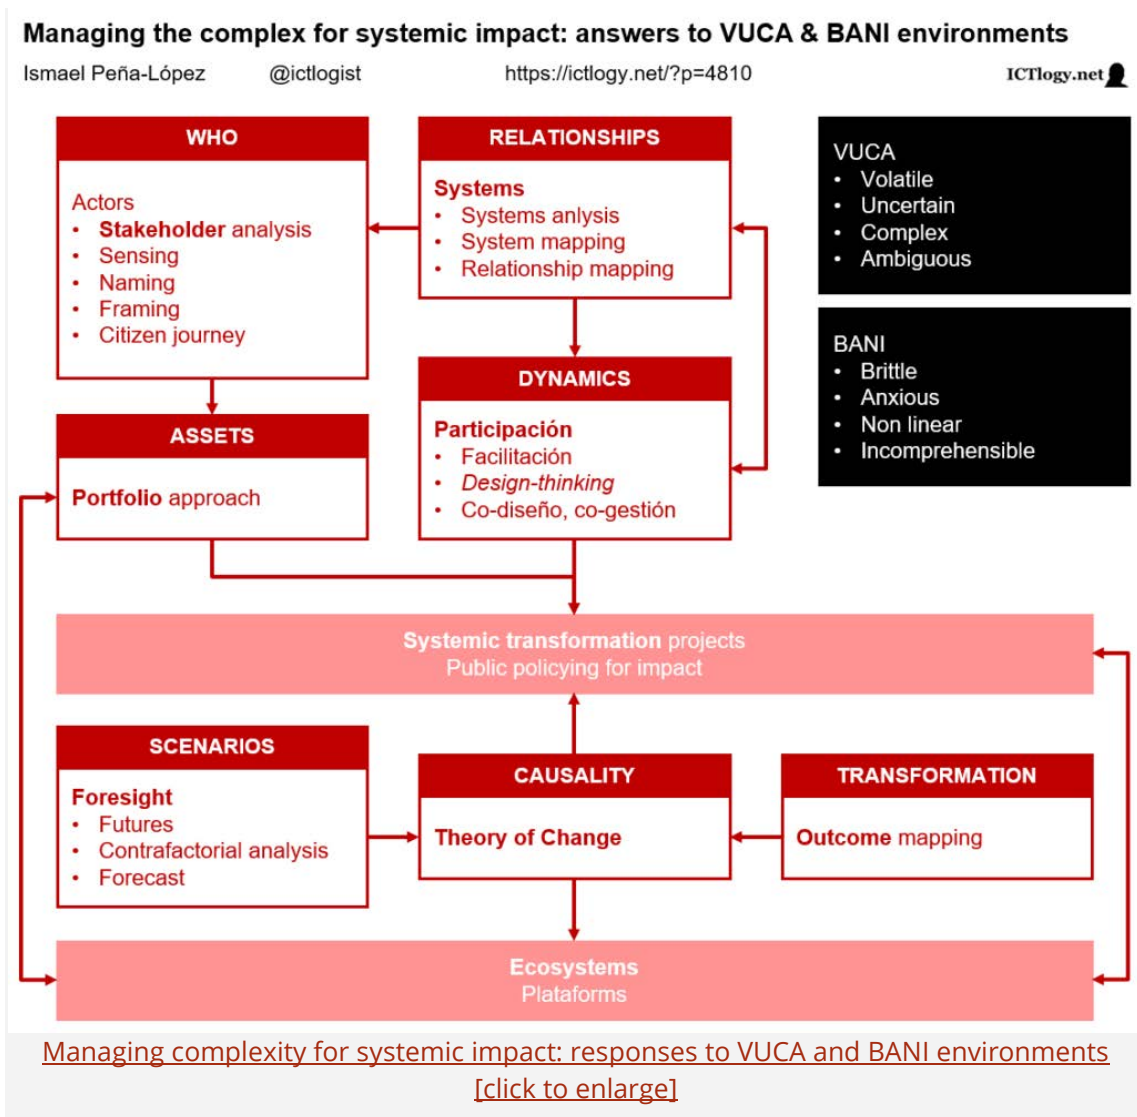 Managing the complex for systemic impact: answers to VUCA & BANI environments
Ismael Peña-López @ictlogist https://ictlogy.net/?p=4810 ICTlogy.net
WHO
Actors
• Stakeholder analysis
• Sensing
• Naming
• Framing
• Citizen journey
RELATIONSHIPS
Systems
• Systems anlysis
• System mapping
• Relationship mapping
VUCA
• Volatile
• Uncertain
• Complex
• Ambiguous
BANI
• Brittle
• Anxious
• Non linear
• Incomprehensible
ASSETS
Portfolio approach
DYNAMICS
Participación
• Facilitación
• Design-thinking
• Co-diseño, co-gestión
Systemic transformation projects
Public policying for impact
SCENARIOS
Foresight
• Futures
• Contrafactorial analysis
• Forecast
CAUSALITY
Theory of Change
TRANSFORMATION
Outcome mapping
Ecosystems
Plataforms
Managing complexity for systemic impact: responses to VUCA and BANI environments
[click to enlarge]